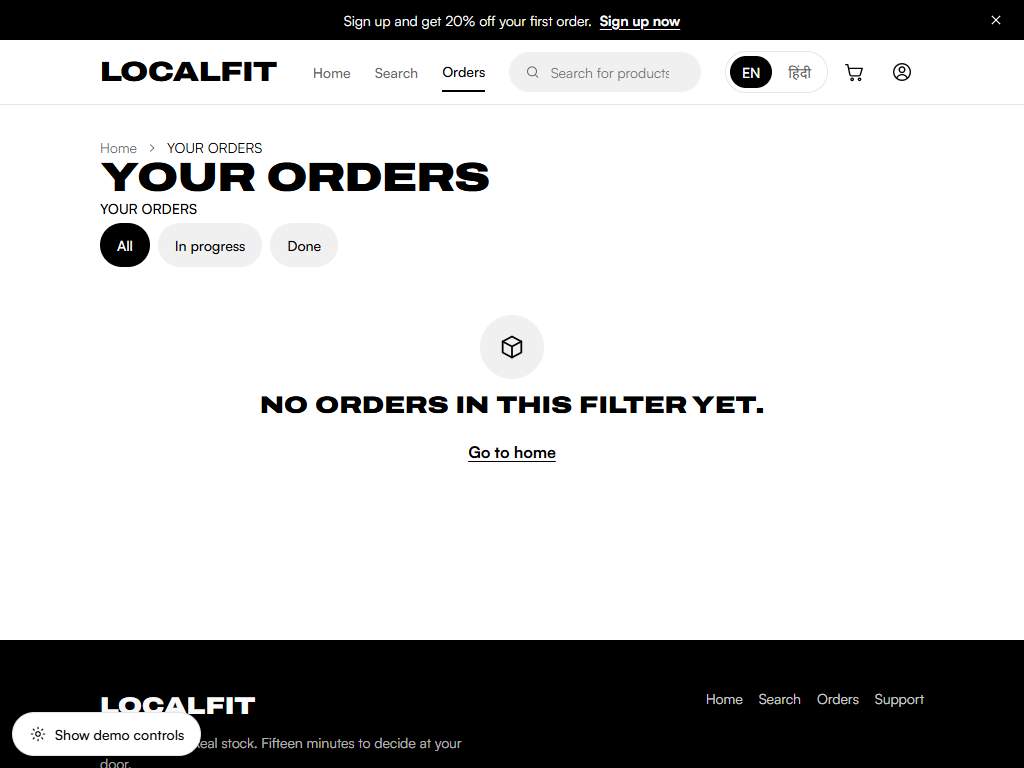 Sign up and get 20% off your first order. Sign up now
LOCALFIT
Home
Search
Orders
Search for products
EN
हिंदी
Home
YOUR ORDERS
YOUR ORDERS
YOUR ORDERS
All
In progress
Done
NO ORDERS IN THIS FILTER YET.
Go to home
LOCALFIT
Home
Search
Orders
Support
stock. Fifteen minutes to decide at your
door.
Show demo controls